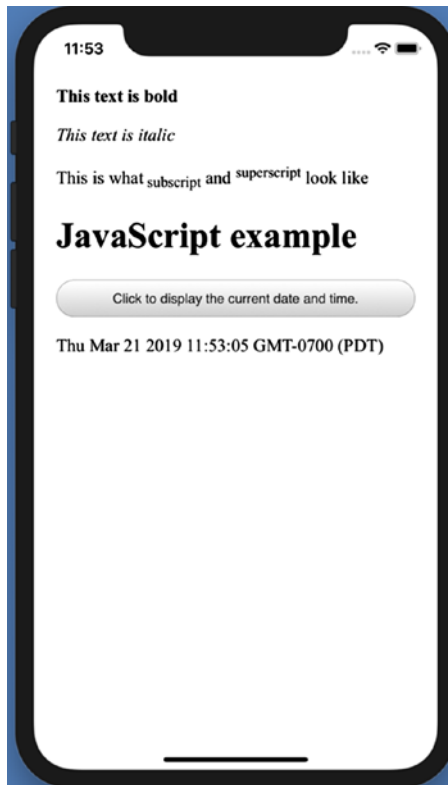 11:53
This text is bold
This text is italic
This is what subscript and superscript look like
JavaScript example
Click to display the current date and time.
Thu Mar 21 2019 11:53:05 GMT-0700 (PDT)